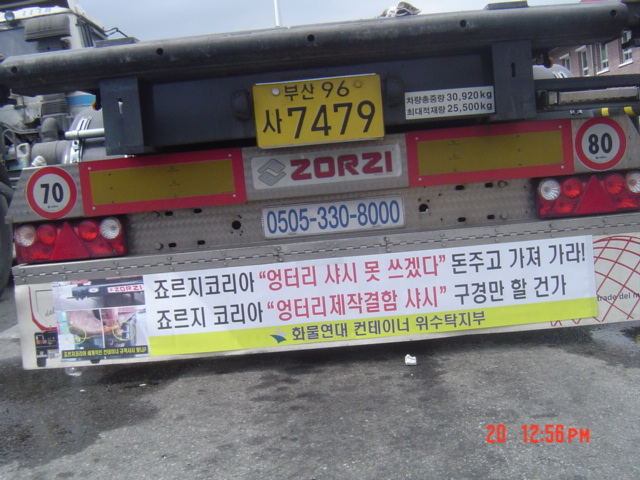 부산 96
사 7479
차량총중량 30,920kg
최대적재량 25,500kg
70
ZORZI
80
0505-330-8000
죠르지코리아 “엉터리 샤시 못 쓰겠다” 돈주고 가져 가라!
죠르지 코리아 “엉터리제작결함 샤시” 구경만 할 건가
화물연대 컨테이너 위수탁지부
ZORZI
20 12:56PM